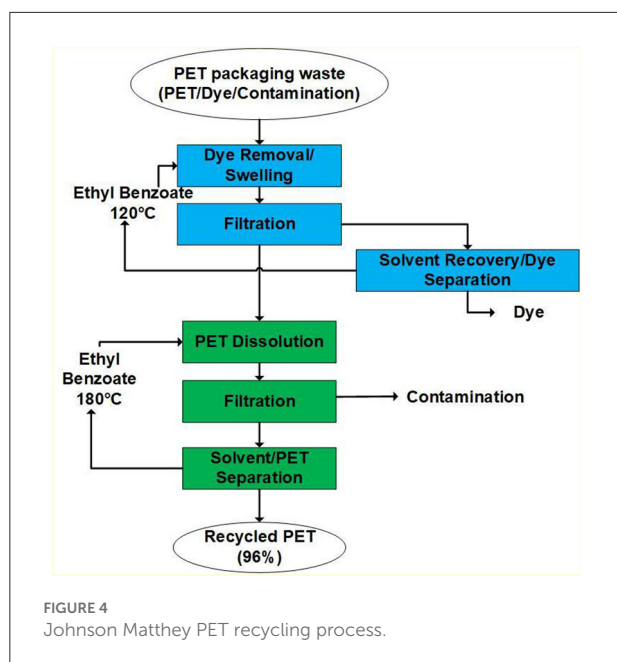 PET packaging waste
(PET/Dye/Contamination)
Dye Removal/
Swelling
Ethyl Benzoate
120°C
Filtration
Solvent Recovery/Dye
Separation
Dye
PET Dissolution
Ethyl
Benzoate
180°C
Filtration
Contamination
Solvent/PET
Separation
Recycled PET
(96%)
FIGURE 4
Johnson Matthey PET recycling process.